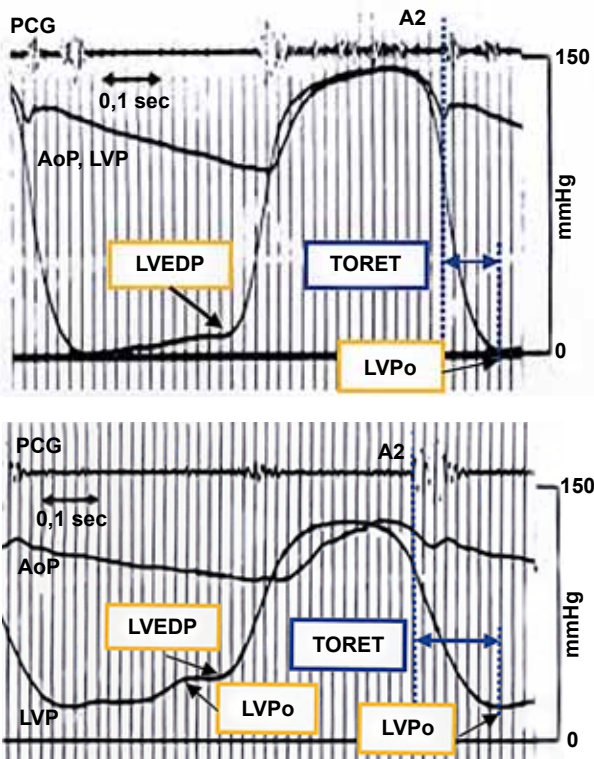 PCG
A2
150
0,1 sec
AoP, LVP
mmHg
LVEDP
TORET
0
LVPo
PCG
A2
150
0,1 sec
AoP
mmHg
LVEDP
TORET
LVPo
LVP
LVPo
0